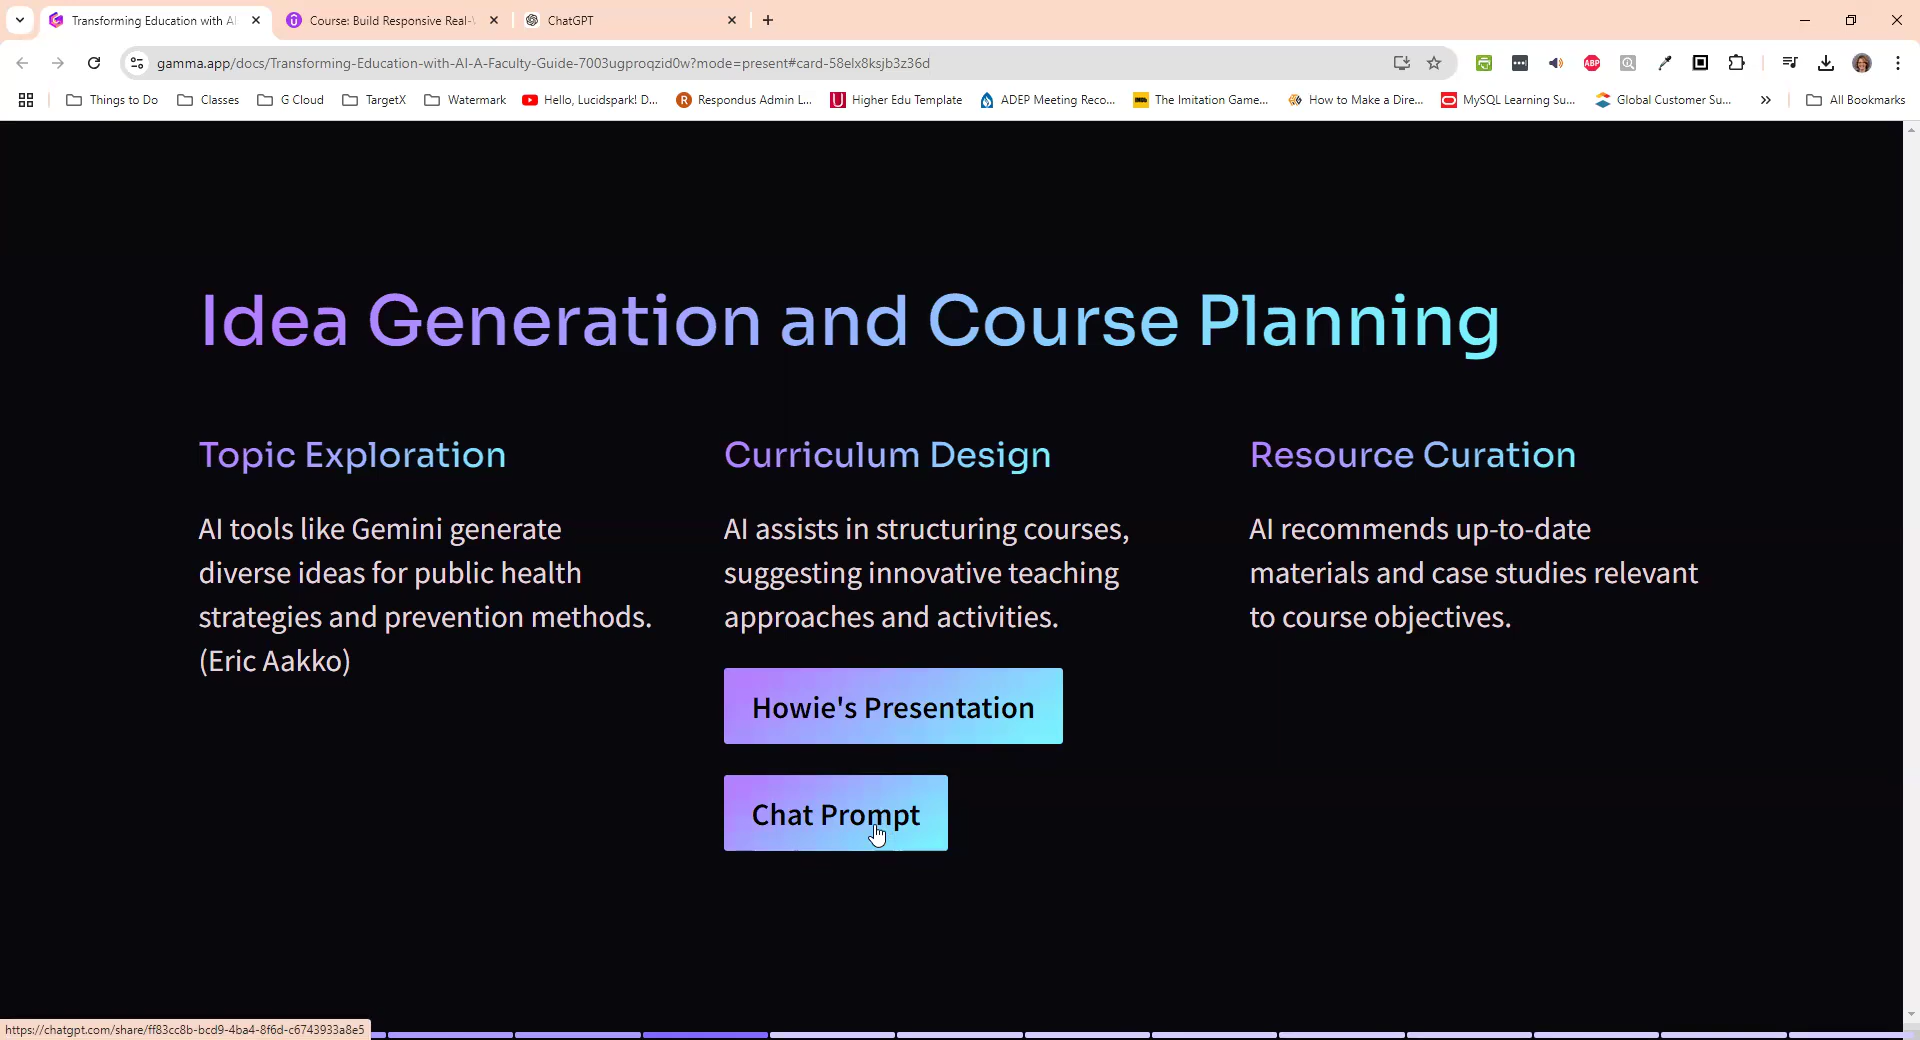 Transforming Education with AI
Course: Build Responsive Real-
ChatGPT
gamma.app/docs/Transforming-Education-with-AI-A-Faculty-Guide-7003ugproqzid0w?mode=present#card-58elx8ksjb3z36d
ABP
Things to Do
Classes
G Cloud
TargetX
Watermark
Hello, Lucidspark! D...
Respondus Admin L...
Higher Edu Template
ADEP Meeting Reco...
The Imitation Game...
How to Make a Dire...
MySQL Learning Su...
Global Customer Su...
All Bookmarks
Idea Generation and Course Planning
Topic Exploration
AI tools like Gemini generate
diverse ideas for public health
strategies and prevention methods.
(Eric Aakko)
Curriculum Design
AI assists in structuring courses,
suggesting innovative teaching
approaches and activities.
Howie's Presentation
Chat Prompt
Resource Curation
AI recommends up-to-date
materials and case studies relevant
to course objectives.
https://chatgpt.com/share/ff83cc8b-bcd9-4ba4-8f6d-c6743933a8e5